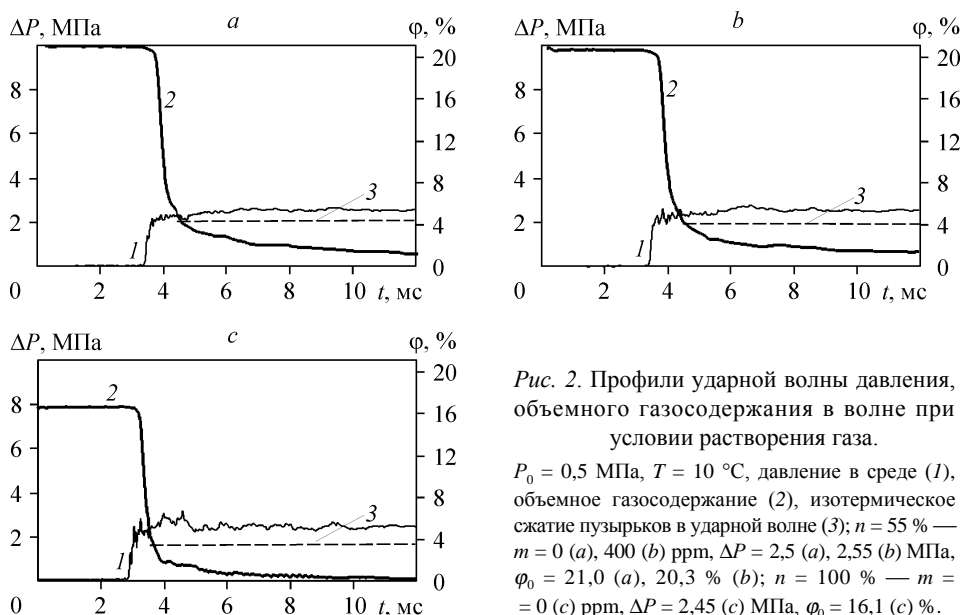 ΔP, МПа a φ, %
20
8
16
2
6
12
4
8
3
2
4
1
0
0 2 4 6 8 10 t, мс
ΔP, МПа b φ, %
20
8
2
16
6
12
4
8
3
2
4
1
0
0 2 4 6 8 10 t, мс
ΔP, МПа c φ, %
20
8
2
16
6
12
4
8
3
2
4
1
0
0 2 4 6 8 10 t, мс
Рис. 2. Профили ударной волны давления,
объемного газосодержания в волне при
условии растворения газа.
P₀ = 0,5 МПа, T = 10 °C, давление в среде (1),
объемное газосодержание (2), изотермическое
сжатие пузырьков в ударной волне (3); n = 55 % —
m = 0 (a), 400 (b) ppm, ΔP = 2,5 (a), 2,55 (b) МПа,
φ₀ = 21,0 (a), 20,3 % (b); n = 100 % — m =
= 0 (c) ppm, ΔP = 2,45 (c) МПа, φ₀ = 16,1 (c) %.